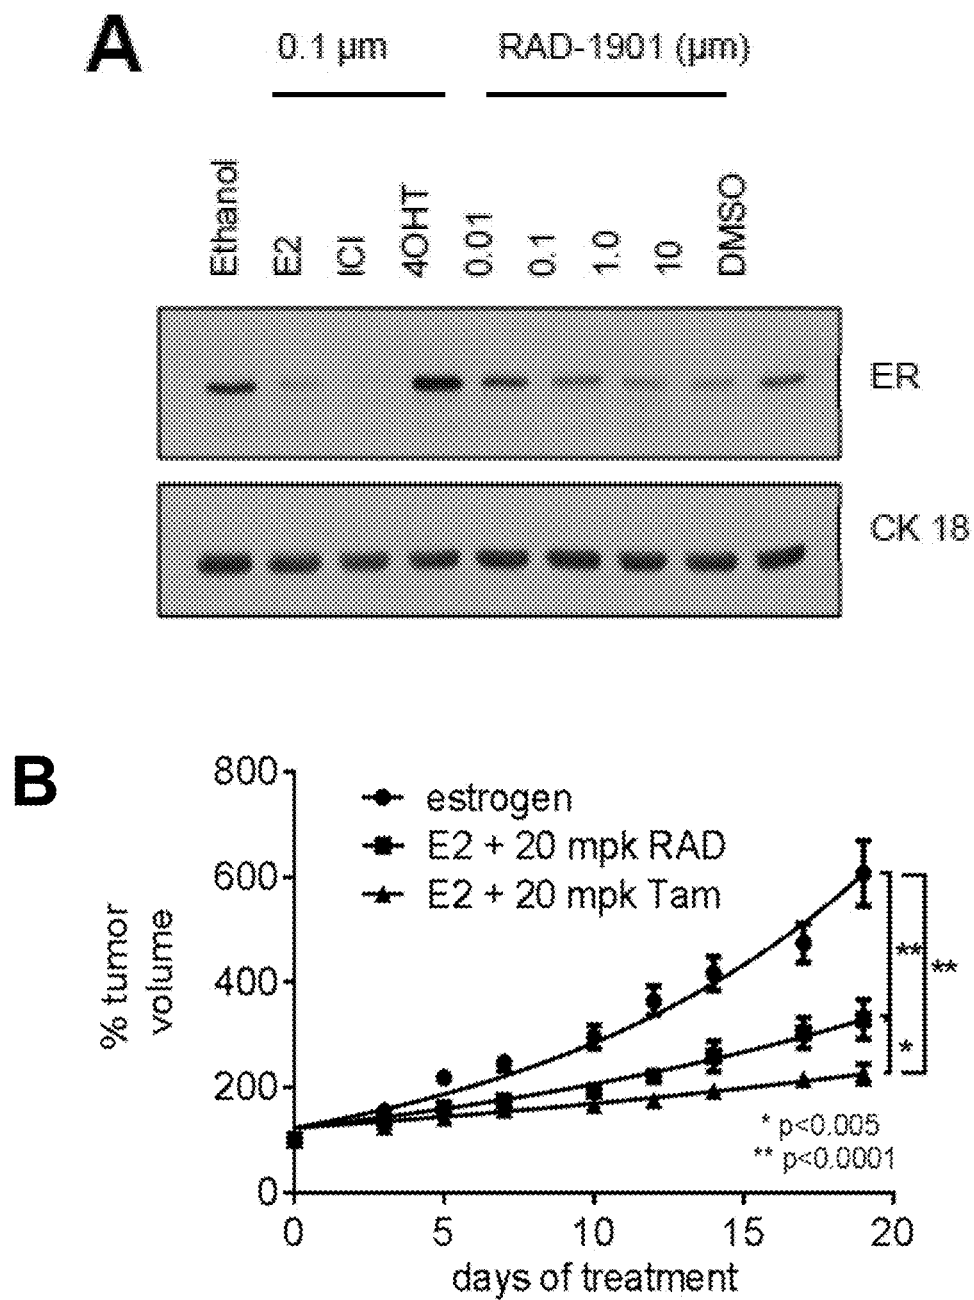 A
0.1 µm RAD-1901 (µm)
Ethanol E2 ICI 4OHT 0.01 0.1 1.0 10 DMSO
ER
CK 18
B
800
600
400
200
0
% tumor
volume
estrogen
E2 + 20 mpk RAD
E2 + 20 mpk Tam
**
**
*
* p<0.005
** p<0.0001
0 5 10 15 20
days of treatment